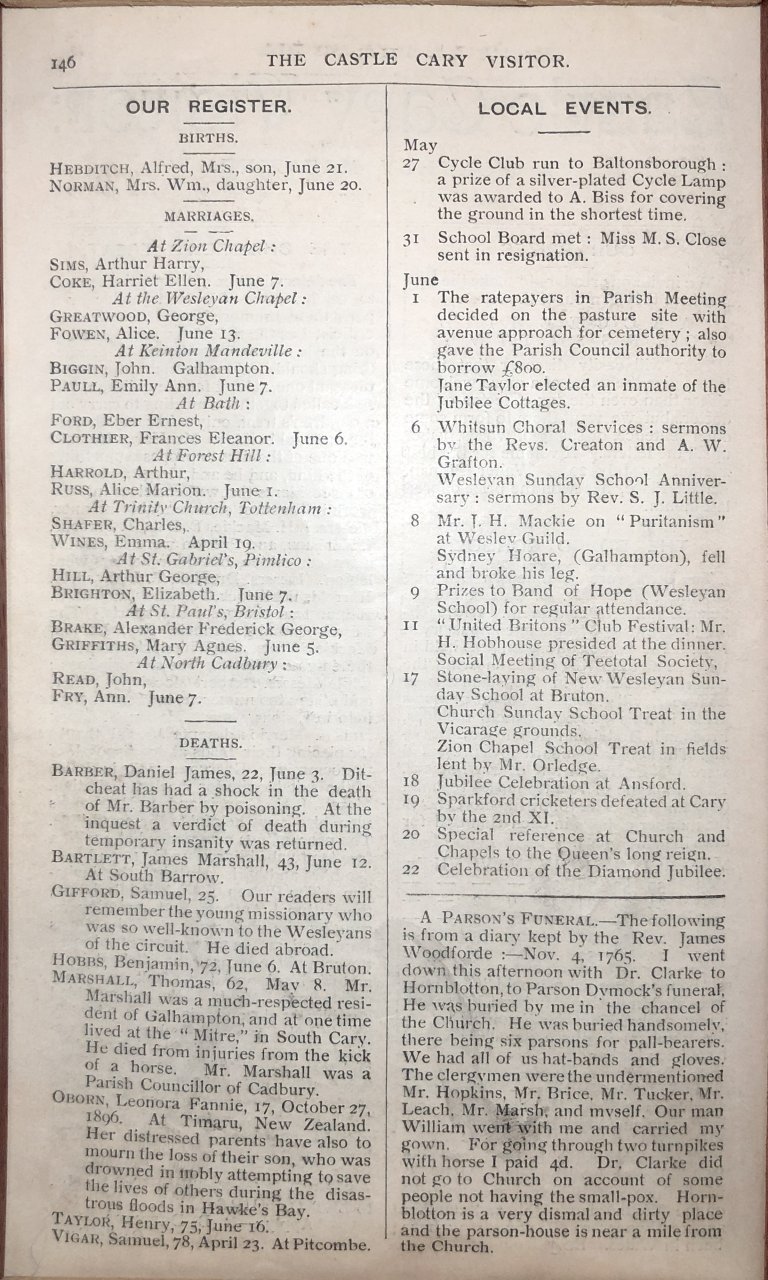 146
THE CASTLE CARY VISITOR.
OUR REGISTER.
BIRTHS.
HEBDITCH, Alfred, Mrs., son, June 21.
NORMAN, Mrs. Wm., daughter, June 20.
MARRIAGES.
At Zion Chapel :
SIMS, Arthur Harry,
COKE, Harriet Ellen. June 7.
At the Wesleyan Chapel :
GREATWOOD, George,
FOWEN, Alice. June 13.
At Keinton Mandeville :
BIGGIN, John. Galhampton.
PAULL, Emily Ann. June 7.
At Bath :
FORD, Eber Ernest,
CLOTHIER, Frances Eleanor. June 6.
At Forest Hill :
HARROLD, Arthur,
RUSS, Alice Marion. June 1.
At Trinity Church, Tottenham :
SHAFER, Charles,
WINES, Emma. April 19.
At St. Gabriel's, Pimlico :
HILL, Arthur George,
BRIGHTON, Elizabeth. June 7.
At St. Paul's, Bristol :
BRAKE, Alexander Frederick George,
GRIFFITHS, Mary Agnes. June 5.
At North Cadbury :
READ, John,
FRY, Ann. June 7.
DEATHS.
BARBER, Daniel James, 22, June 3. Dit-
cheat has had a shock in the death
of Mr. Barber by poisoning. At the
inquest a verdict of death during
temporary insanity was returned.
BARTLETT, James Marshall, 43, June 12.
At South Barrow.
GIFFORD, Samuel, 25. Our readers will
remember the young missionary who
was so well-known to the Wesleyans
of the circuit. He died abroad.
HOBBS, Benjamin, 72, June 6. At Bruton.
MARSHALL, Thomas, 62, May 8. Mr.
Marshall was a much-respected resi-
dent of Galhampton, and at one time
lived at the "Mitre," in South Cary.
He died from injuries from the kick
of a horse. Mr. Marshall was a
Parish Councillor of Cadbury.
OBORN, Leonora Fannie, 17, October 27,
1896. At Timaru, New Zealand.
Her distressed parents have also to
mourn the loss of their son, who was
drowned in nobly attempting to save
the lives of others during the disas-
trous floods in Hawke's Bay.
TAYLOR, Henry, 75, June 16.
VIGAR, Samuel, 78, April 23. At Pitcombe.
LOCAL EVENTS.
May
27 Cycle Club run to Baltonsborough :
a prize of a silver-plated Cycle Lamp
was awarded to A. Biss for covering
the ground in the shortest time.
31 School Board met : Miss M. S. Close
sent in resignation.
June
1 The ratepayers in Parish Meeting
decided on the pasture site with
avenue approach for cemetery ; also
gave the Parish Council authority to
borrow £800.
Jane Taylor elected an inmate of the
Jubilee Cottages.
6 Whitsun Choral Services : sermons
by the Revs. Creaton and A. W.
Grafton.
Wesleyan Sunday School Anniver-
sary : sermons by Rev. S. J. Little.
8 Mr. J. H. Mackie on "Puritanism"
at Wesley Guild.
Sydney Hoare, (Galhampton), fell
and broke his leg.
9 Prizes to Band of Hope (Wesleyan
School) for regular attendance.
11 "United Britons" Club Festival: Mr.
H. Hobhouse presided at the dinner.
Social Meeting of Teetotal Society,
17 Stone-laying of New Wesleyan Sun-
day School at Bruton.
Church Sunday School Treat in the
Vicarage grounds.
Zion Chapel School Treat in fields
lent by Mr. Orledge.
18 Jubilee Celebration at Ansford.
19 Sparkford cricketers defeated at Cary
by the 2nd XI.
20 Special reference at Church and
Chapels to the Queen's long reign.
22 Celebration of the Diamond Jubilee.
A PARSON'S FUNERAL.—The following
is from a diary kept by the Rev. James
Woodforde :—Nov. 4, 1765. I went
down this afternoon with Dr. Clarke to
Hornblotton, to Parson Dymock's funeral,
He was buried by me in the chancel of
the Church. He was buried handsomely,
there being six parsons for pall-bearers.
We had all of us hat-bands and gloves.
The clergymen were the undermentioned
Mr. Hopkins, Mr. Brice, Mr. Tucker, Mr.
Leach, Mr. Marsh, and myself. Our man
William went with me and carried my
gown. For going through two turnpikes
with horse I paid 4d. Dr. Clarke did
not go to Church on account of some
people not having the small-pox. Horn-
blotton is a very dismal and dirty place
and the parson-house is near a mile from
the Church.